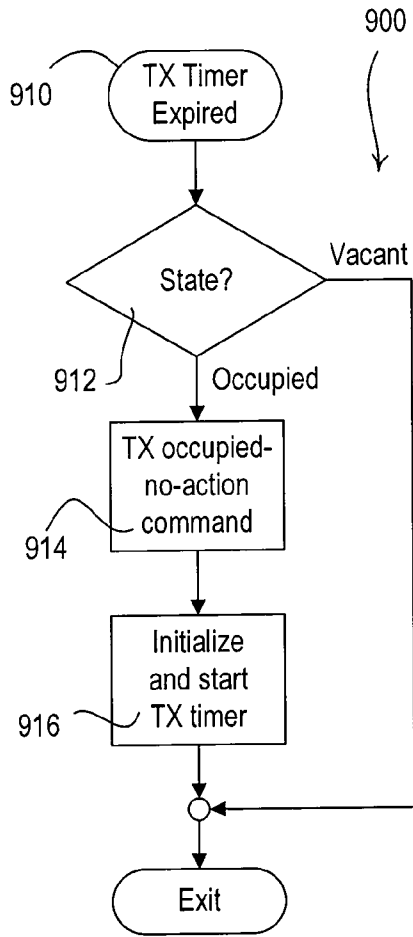 900
910
TX Timer
Expired
State?
Vacant
912
Occupied
TX occupied-
no-action
command
914
Initialize
and start
TX timer
916
Exit